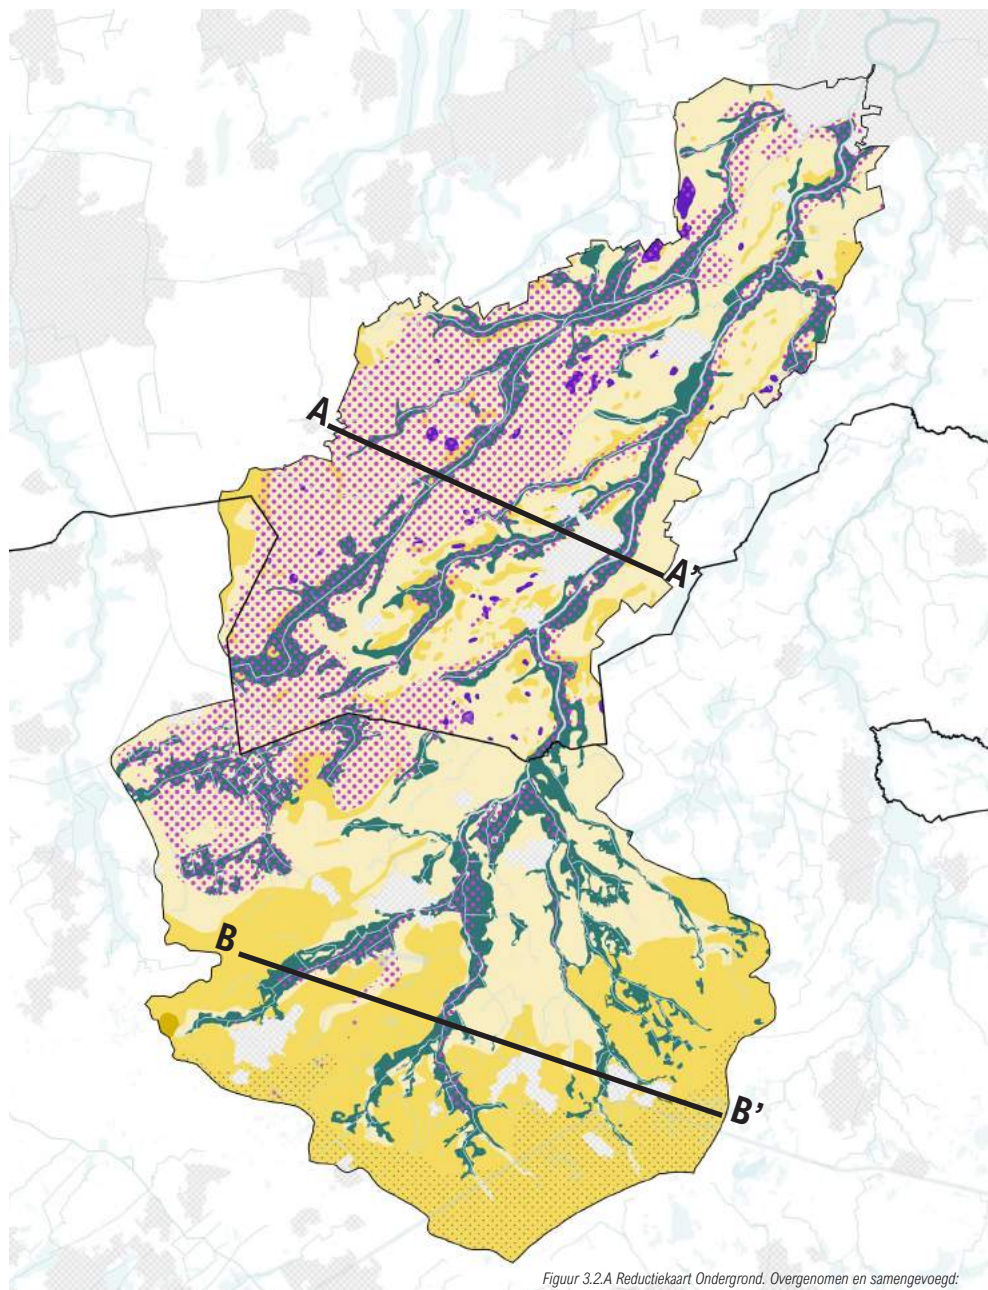 A
A’
B
B’
Figuur 3.2.A Reductiekaart Ondergrond. Overgenomen en samengevoegd: